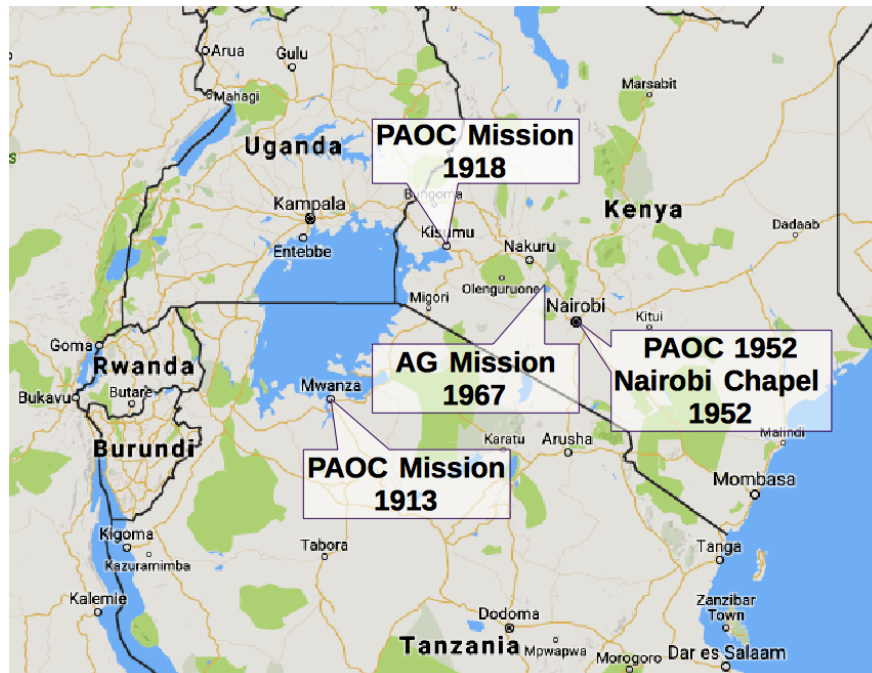 Arua
Gulu
Mahagi
Marsabit
PAOC Mission
1918
Uganda
Bungoma
Kampala
Kenya
Kisumu
Dadaab
Entebbe
Nakuru
Olenguruone
Migori
Nairobi
Kitui
Goma
Rwanda
AG Mission
1967
PAOC 1952
Nairobi Chapel
1952
Bukavu
Butare
Mwanza
Burundi
Karatu
Arusha
Malindi
PAOC Mission
1913
Mombasa
Kigoma
Kazuramimba
Tabora
Tanga
Kalemie
Zanzibar
Town
Dodoma
Tanzania
Mpwapwa
Morogoro
Dar es Salaam